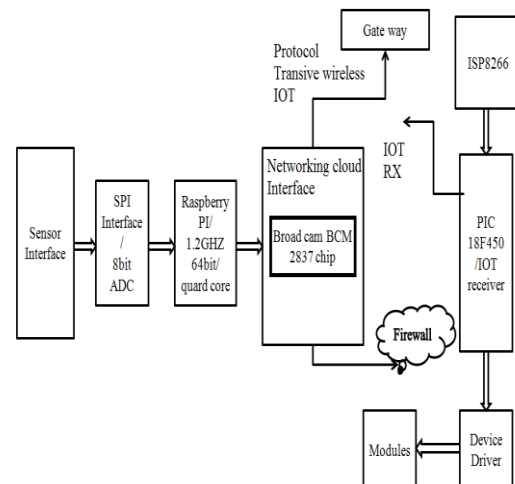 Gate way
Protocol
Transive wireless
IOT
ISP8266
IOT
RX
Networking cloud
Interface
Broad cam BCM
2837 chip
Sensor
Interface
SPI
Interface
/
8bit
ADC
Raspberry
PI/
1.2GHZ
64bit/
quard core
PIC
18F450
/IOT
receiver
Firewall
Modules
Device
Driver